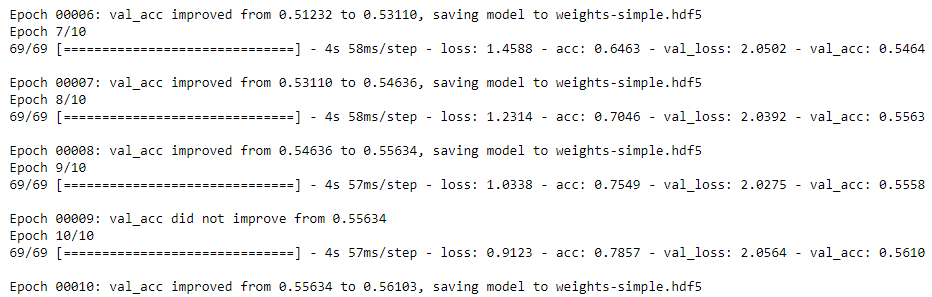 Epoch 00006: val_acc improved from 0.51232 to 0.53110, saving model to weights-simple.hdf5
Epoch 7/10
69/69 [==============================] - 4s 58ms/step - loss: 1.4588 - acc: 0.6463 - val_loss: 2.0502 - val_acc: 0.5464
Epoch 00007: val_acc improved from 0.53110 to 0.54636, saving model to weights-simple.hdf5
Epoch 8/10
69/69 [==============================] - 4s 58ms/step - loss: 1.2314 - acc: 0.7046 - val_loss: 2.0392 - val_acc: 0.5563
Epoch 00008: val_acc improved from 0.54636 to 0.55634, saving model to weights-simple.hdf5
Epoch 9/10
69/69 [==============================] - 4s 57ms/step - loss: 1.0338 - acc: 0.7549 - val_loss: 2.0275 - val_acc: 0.5558
Epoch 00009: val_acc did not improve from 0.55634
Epoch 10/10
69/69 [==============================] - 4s 57ms/step - loss: 0.9123 - acc: 0.7857 - val_loss: 2.0564 - val_acc: 0.5610
Epoch 00010: val_acc improved from 0.55634 to 0.56103, saving model to weights-simple.hdf5